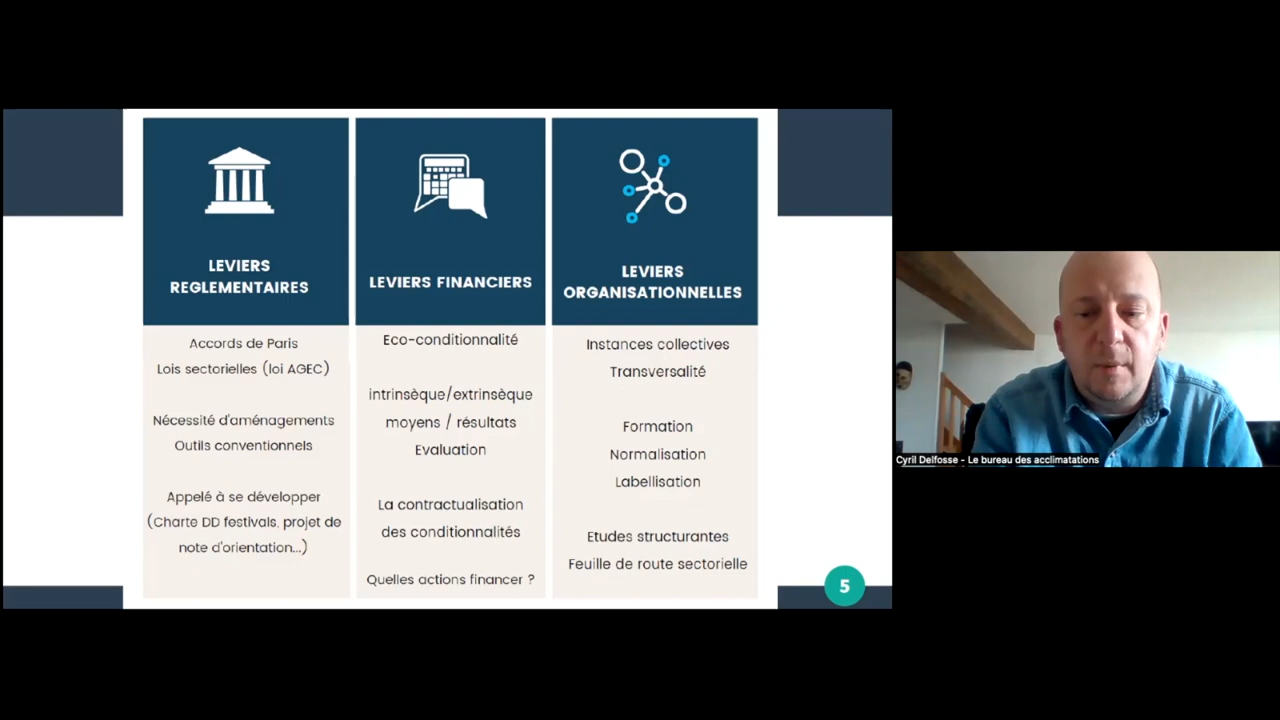 LEVIERS
REGLEMENTAIRES
Accords de Paris
Lois sectorielles (loi AGEC)
Nécessité d'aménagements
Outils conventionnels
Appelé à se développer
(Charte DD festivals, projet de
note d'orientation...)
LEVIERS FINANCIERS
Eco-conditionnalité
intrinsèque/extrinsèque
moyens / résultats
Evaluation
La contractualisation
des conditionnalités
Quelles actions financer ?
LEVIERS
ORGANISATIONNELLES
Instances collectives
Transversalité
Formation
Normalisation
Labellisation
Etudes structurantes
Feuille de route sectorielle
5
Cyril Delfosse - Le bureau des acclimatations